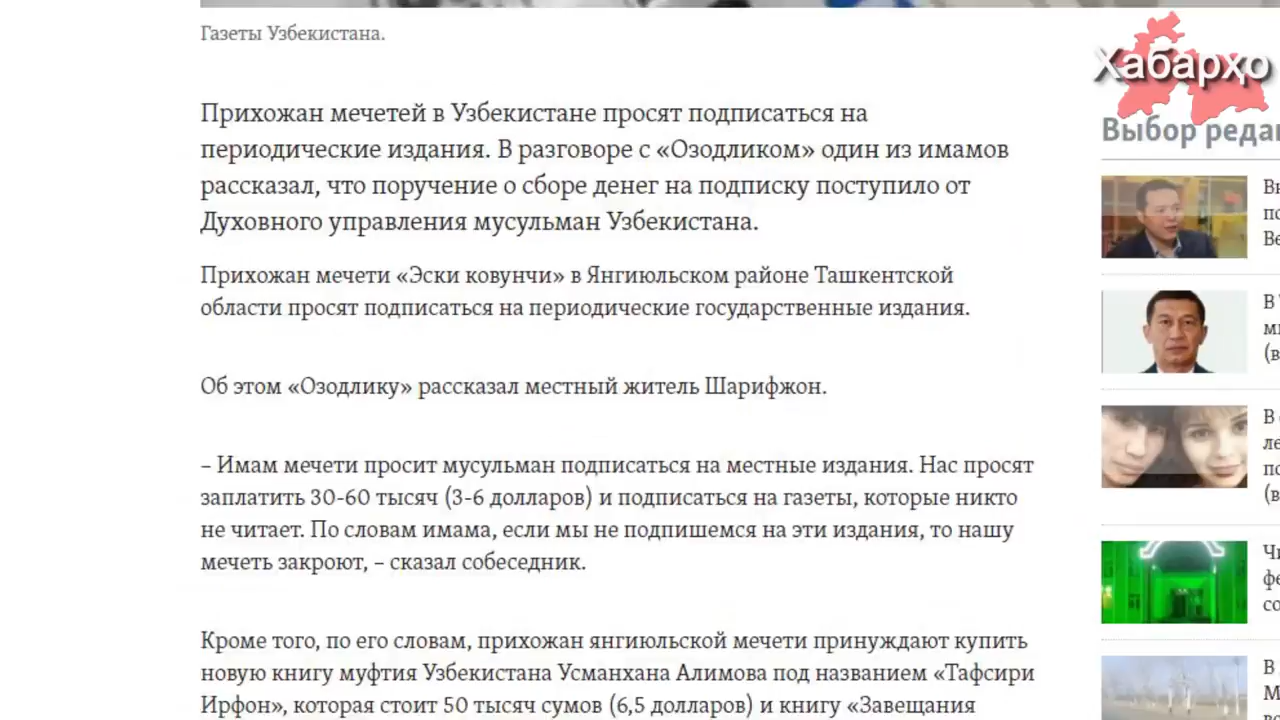 Газеты Узбекистана.
Хабарҳо
Выбор
Прихожан мечетей в Узбекистане просят подписаться на
периодические издания. В разговоре с «Озодликом» один из имамов
рассказал, что поручение о сборе денег на подписку поступило от
Духовного управления мусульман Узбекистана.
Прихожан мечети «Эски ковунчи» в Янгиюльском районе Ташкентской
области просят подписаться на периодические государственные издания.
Об этом «Озодлику» рассказал местный житель Шарифжон.
– Имам мечети просит мусульман подписаться на местные издания. Нас просят
заплатить 30-60 тысяч (3-6 долларов) и подписаться на газеты, которые никто
не читает. По словам имама, если мы не подпишемся на эти издания, то нашу
мечеть закроют, – сказал собеседник.
Кроме того, по его словам, прихожан янгиюльской мечети принуждают купить
новую книгу муфтия Узбекистана Усманхана Алимова под названием «Тафсири
Ирфон», которая стоит 50 тысяч сумов (6,5 долларов) и книгу «Завещания